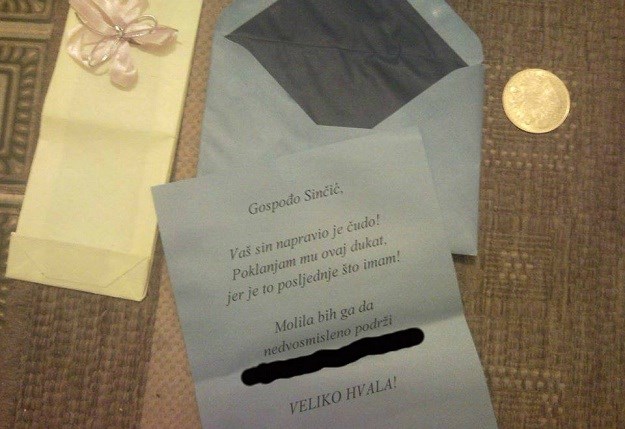 Gospođo Sinčić,
Vaš sin napravio je čudo!
Poklanjam mu ovaj dukat,
jer je to posljednje što imam!
Molila bih ga da
nedvosmisleno podrži
VELIKO HVALA!